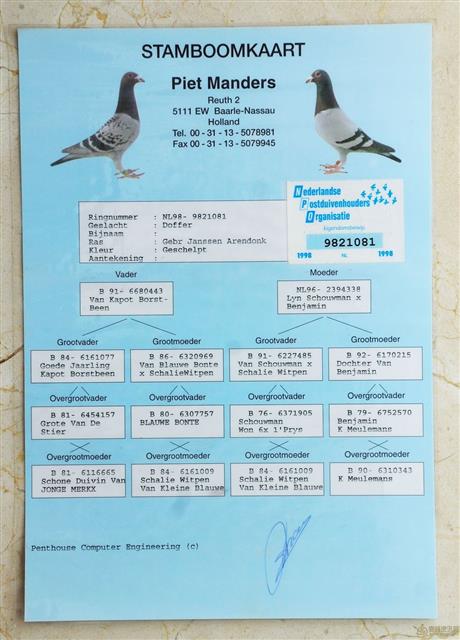 STAMBOOMKAART
Piet Manders
Reuth 2
5111 EW Baarle-Nassau
Holland
Tel. 00 - 31 - 13 - 5078981
Fax 00 - 31 - 13 - 5079945
Nederlandse
Postduivenhouders
Organisatie
Eigendomsbewijs
9821081
1998 NL 1998
Ringnummer : NL98- 9821081
Geslacht : Doffer
Bijnaam :
Ras : Gebr Janssen Arendonk
Kleur : Geschelpt
Aantekening :
Vader Moeder
B 91- 6680443 NL96- 2394338
Van Kapot Borst- Lyn Schouwman x
Been Benjamin
Grootvader Grootmoeder Grootvader Grootmoeder
B 84- 6161077 B 86- 6320969 B 91- 6227485 B 92- 6170215
Goede Jaarling Van Blauwe Bonte Van Schouwman x Dochter Van
Kapot Borstbeen x SchalieWitpen Schalie Witpen Benjamin
Overgrootvader Overgrootvader Overgrootvader Overgrootvader
B 81- 6454157 B 80- 6307757 B 76- 6371905 B 79- 6752570
Grote Van De BLAUWE BONTE Schouwman Benjamin
Stier Won 6x 1'Prys K Meulemans
Overgrootmoeder Overgrootmoeder Overgrootmoeder Overgrootmoeder
B 81- 6116665 B 84- 6161009 B 84- 6161009 B 90- 6310343
Schone Duivin Van Schalie Witpen Schalie Witpen K Meulemans
JONGE MERKX Van Kleine Blauwe Van Kleine Blauwe
Penthouse Computer Engineering (c)